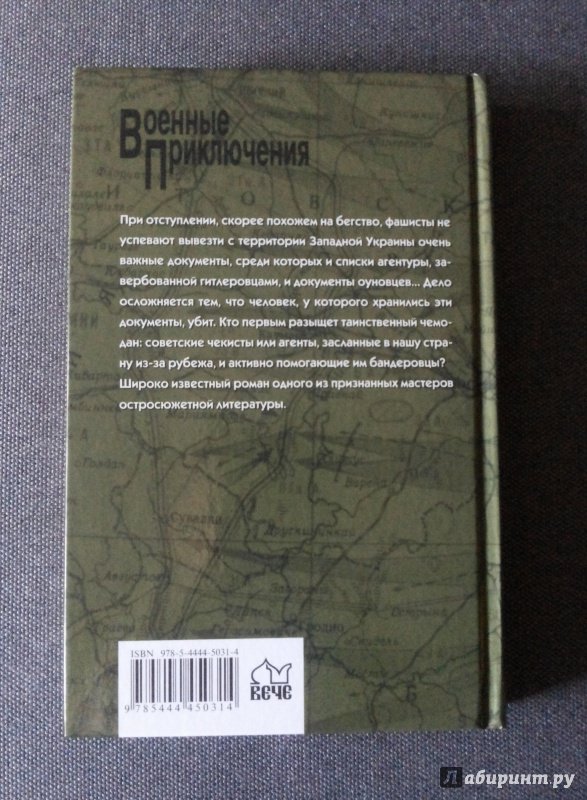 Военные
Приключения
При отступлении, скорее похожем на бегство, фашисты не
успевают вывезти с территории Западной Украины очень
важные документы, среди которых и списки агентуры, за-
вербованной гитлеровцами, и документы оуновцев... Дело
осложняется тем, что человек, у которого хранились эти
документы, убит. Кто первым разыщет таинственный чемо-
дан: советские чекисты или агенты, засланные в нашу стра-
ну из-за рубежа, и активно помогающие им бандеровцы?
Широко известный роман одного из признанных мастеров
остросюжетной литературы.
Сувалки
Гродно
ISBN 978-5-4444-5031-4
9 785444 450314
ВЕЧЕ
Лабиринт.ру